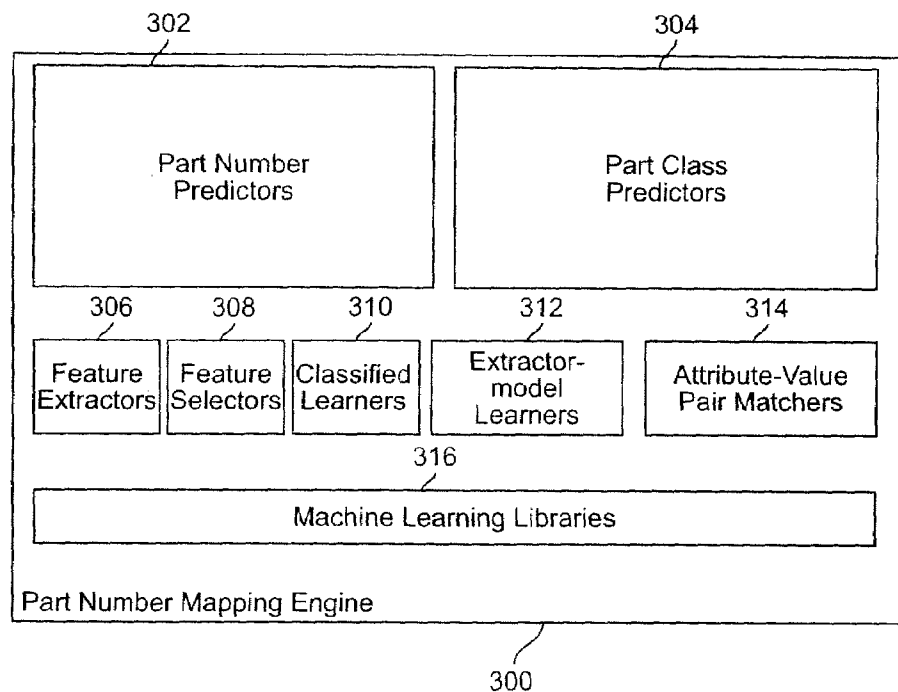 302
304
Part Number
Predictors
Part Class
Predictors
306
308
310
312
314
Feature
Extractors
Feature
Selectors
Classified
Learners
Extractor-
model
Learners
Attribute-Value
Pair Matchers
316
Machine Learning Libraries
Part Number Mapping Engine
300